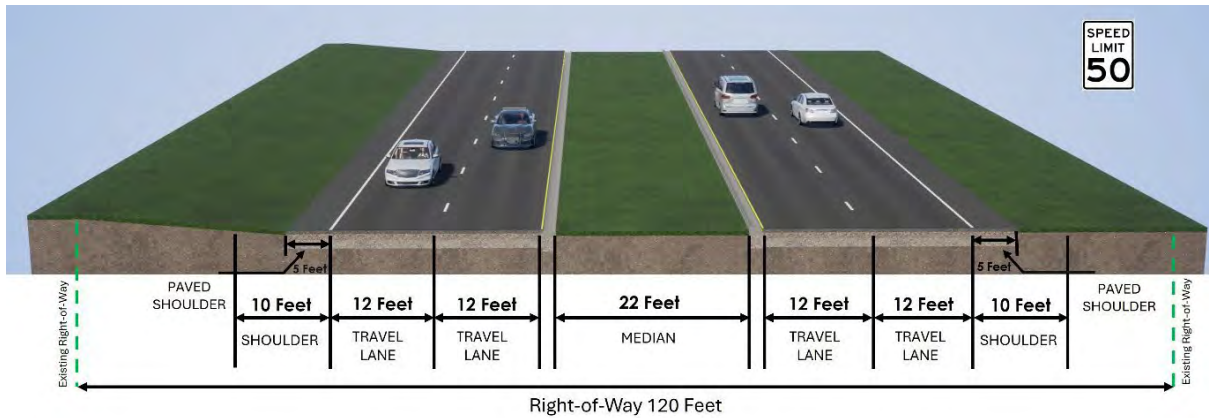 SPEED
LIMIT
50
5 Feet
5 Feet
PAVED
SHOULDER
10 Feet
12 Feet
12 Feet
22 Feet
12 Feet
12 Feet
10 Feet
PAVED
SHOULDER
SHOULDER
TRAVEL
LANE
TRAVEL
LANE
MEDIAN
TRAVEL
LANE
TRAVEL
LANE
SHOULDER
Existing Right-of-Way
Existing Right-of-Way
Right-of-Way 120 Feet